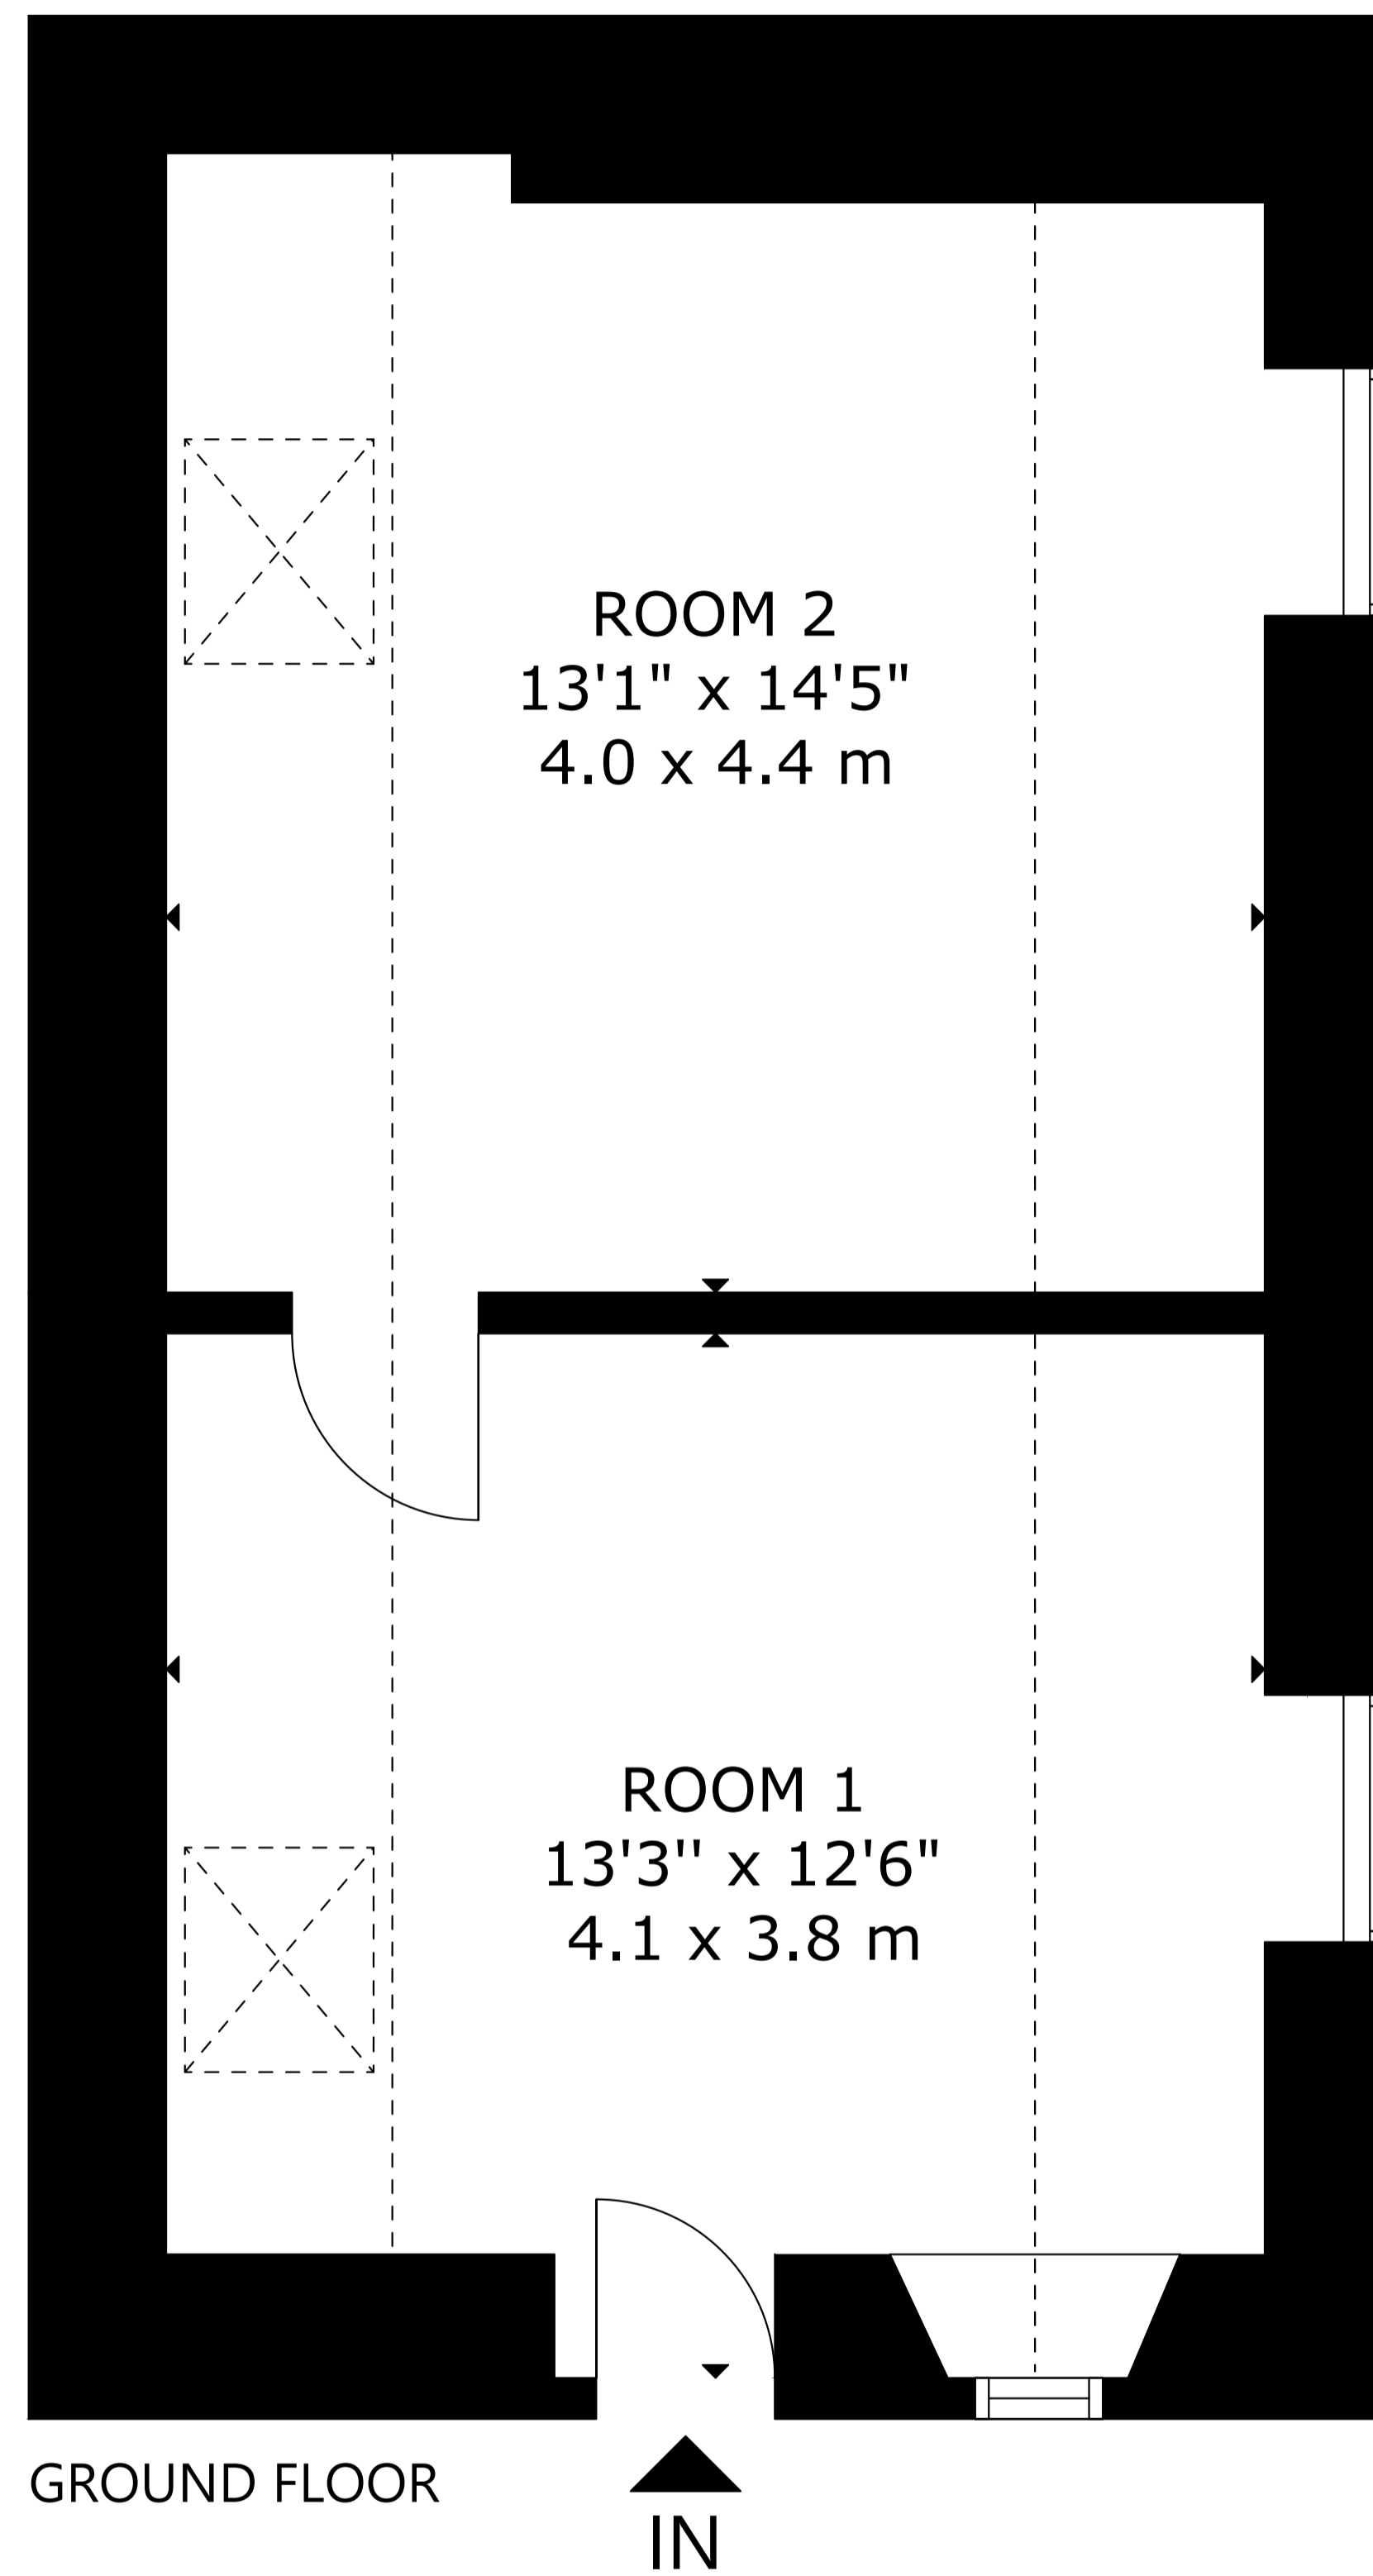 ROOM 2
13'1" x 14'5"
4.0 x 4.4 m
ROOM 1
13'3'' x 12'6"
4.1 x 3.8 m
GROUND FLOOR
IN